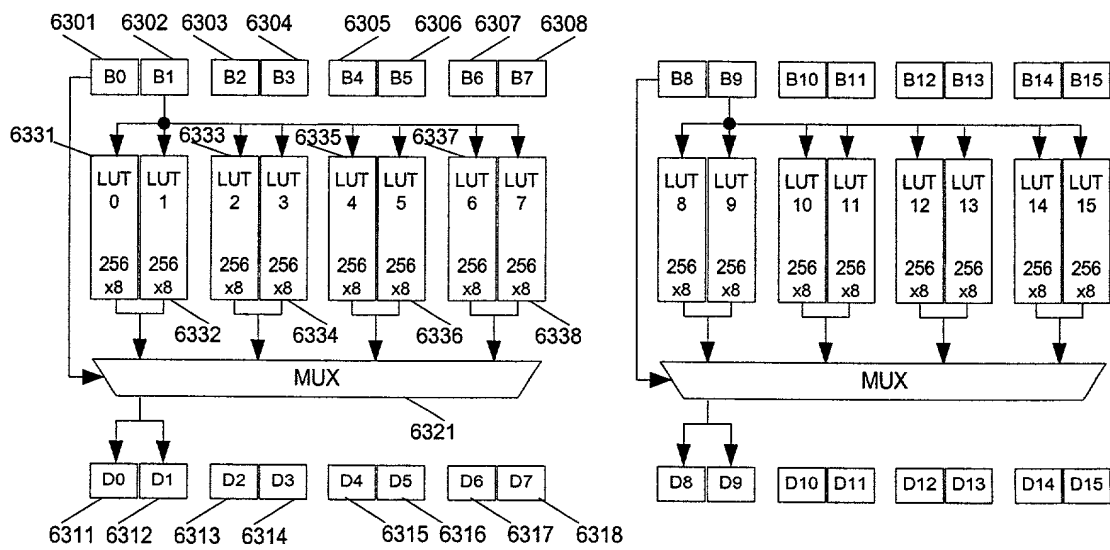 6301 6302 6303 6304 6305 6306 6307 6308
B0 B1 B2 B3 B4 B5 B6 B7 B8 B9 B10 B11 B12 B13 B14 B15
6331 6333 6335 6337
LUT LUT LUT LUT LUT LUT LUT LUT LUT LUT LUT LUT LUT LUT LUT LUT
0 1 2 3 4 5 6 7 8 9 10 11 12 13 14 15
256 256 256 256 256 256 256 256 256 256 256 256 256 256 256 256
x8 x8 x8 x8 x8 x8 x8 x8 x8 x8 x8 x8 x8 x8 x8 x8
6332 6334 6336 6338
MUX MUX
6321
D0 D1 D2 D3 D4 D5 D6 D7 D8 D9 D10 D11 D12 D13 D14 D15
6311 6312 6313 6314 6315 6316 6317 6318